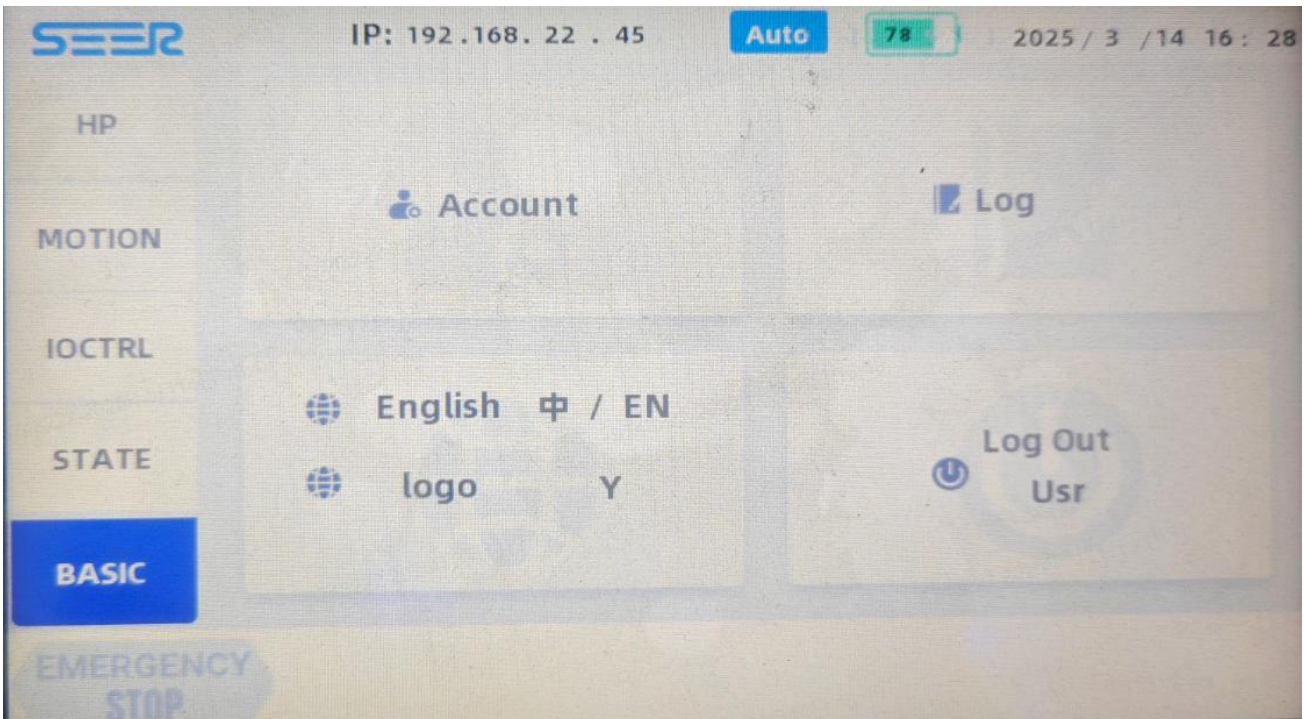 SEER IP: 192.168. 22 . 45 Auto 78 2025 / 3 /14 16 : 28
HP
Account
Log
MOTION
IOCTRL
English 中 / EN
STATE
logo Y
Log Out
Usr
BASIC
EMERGENCY
STOP